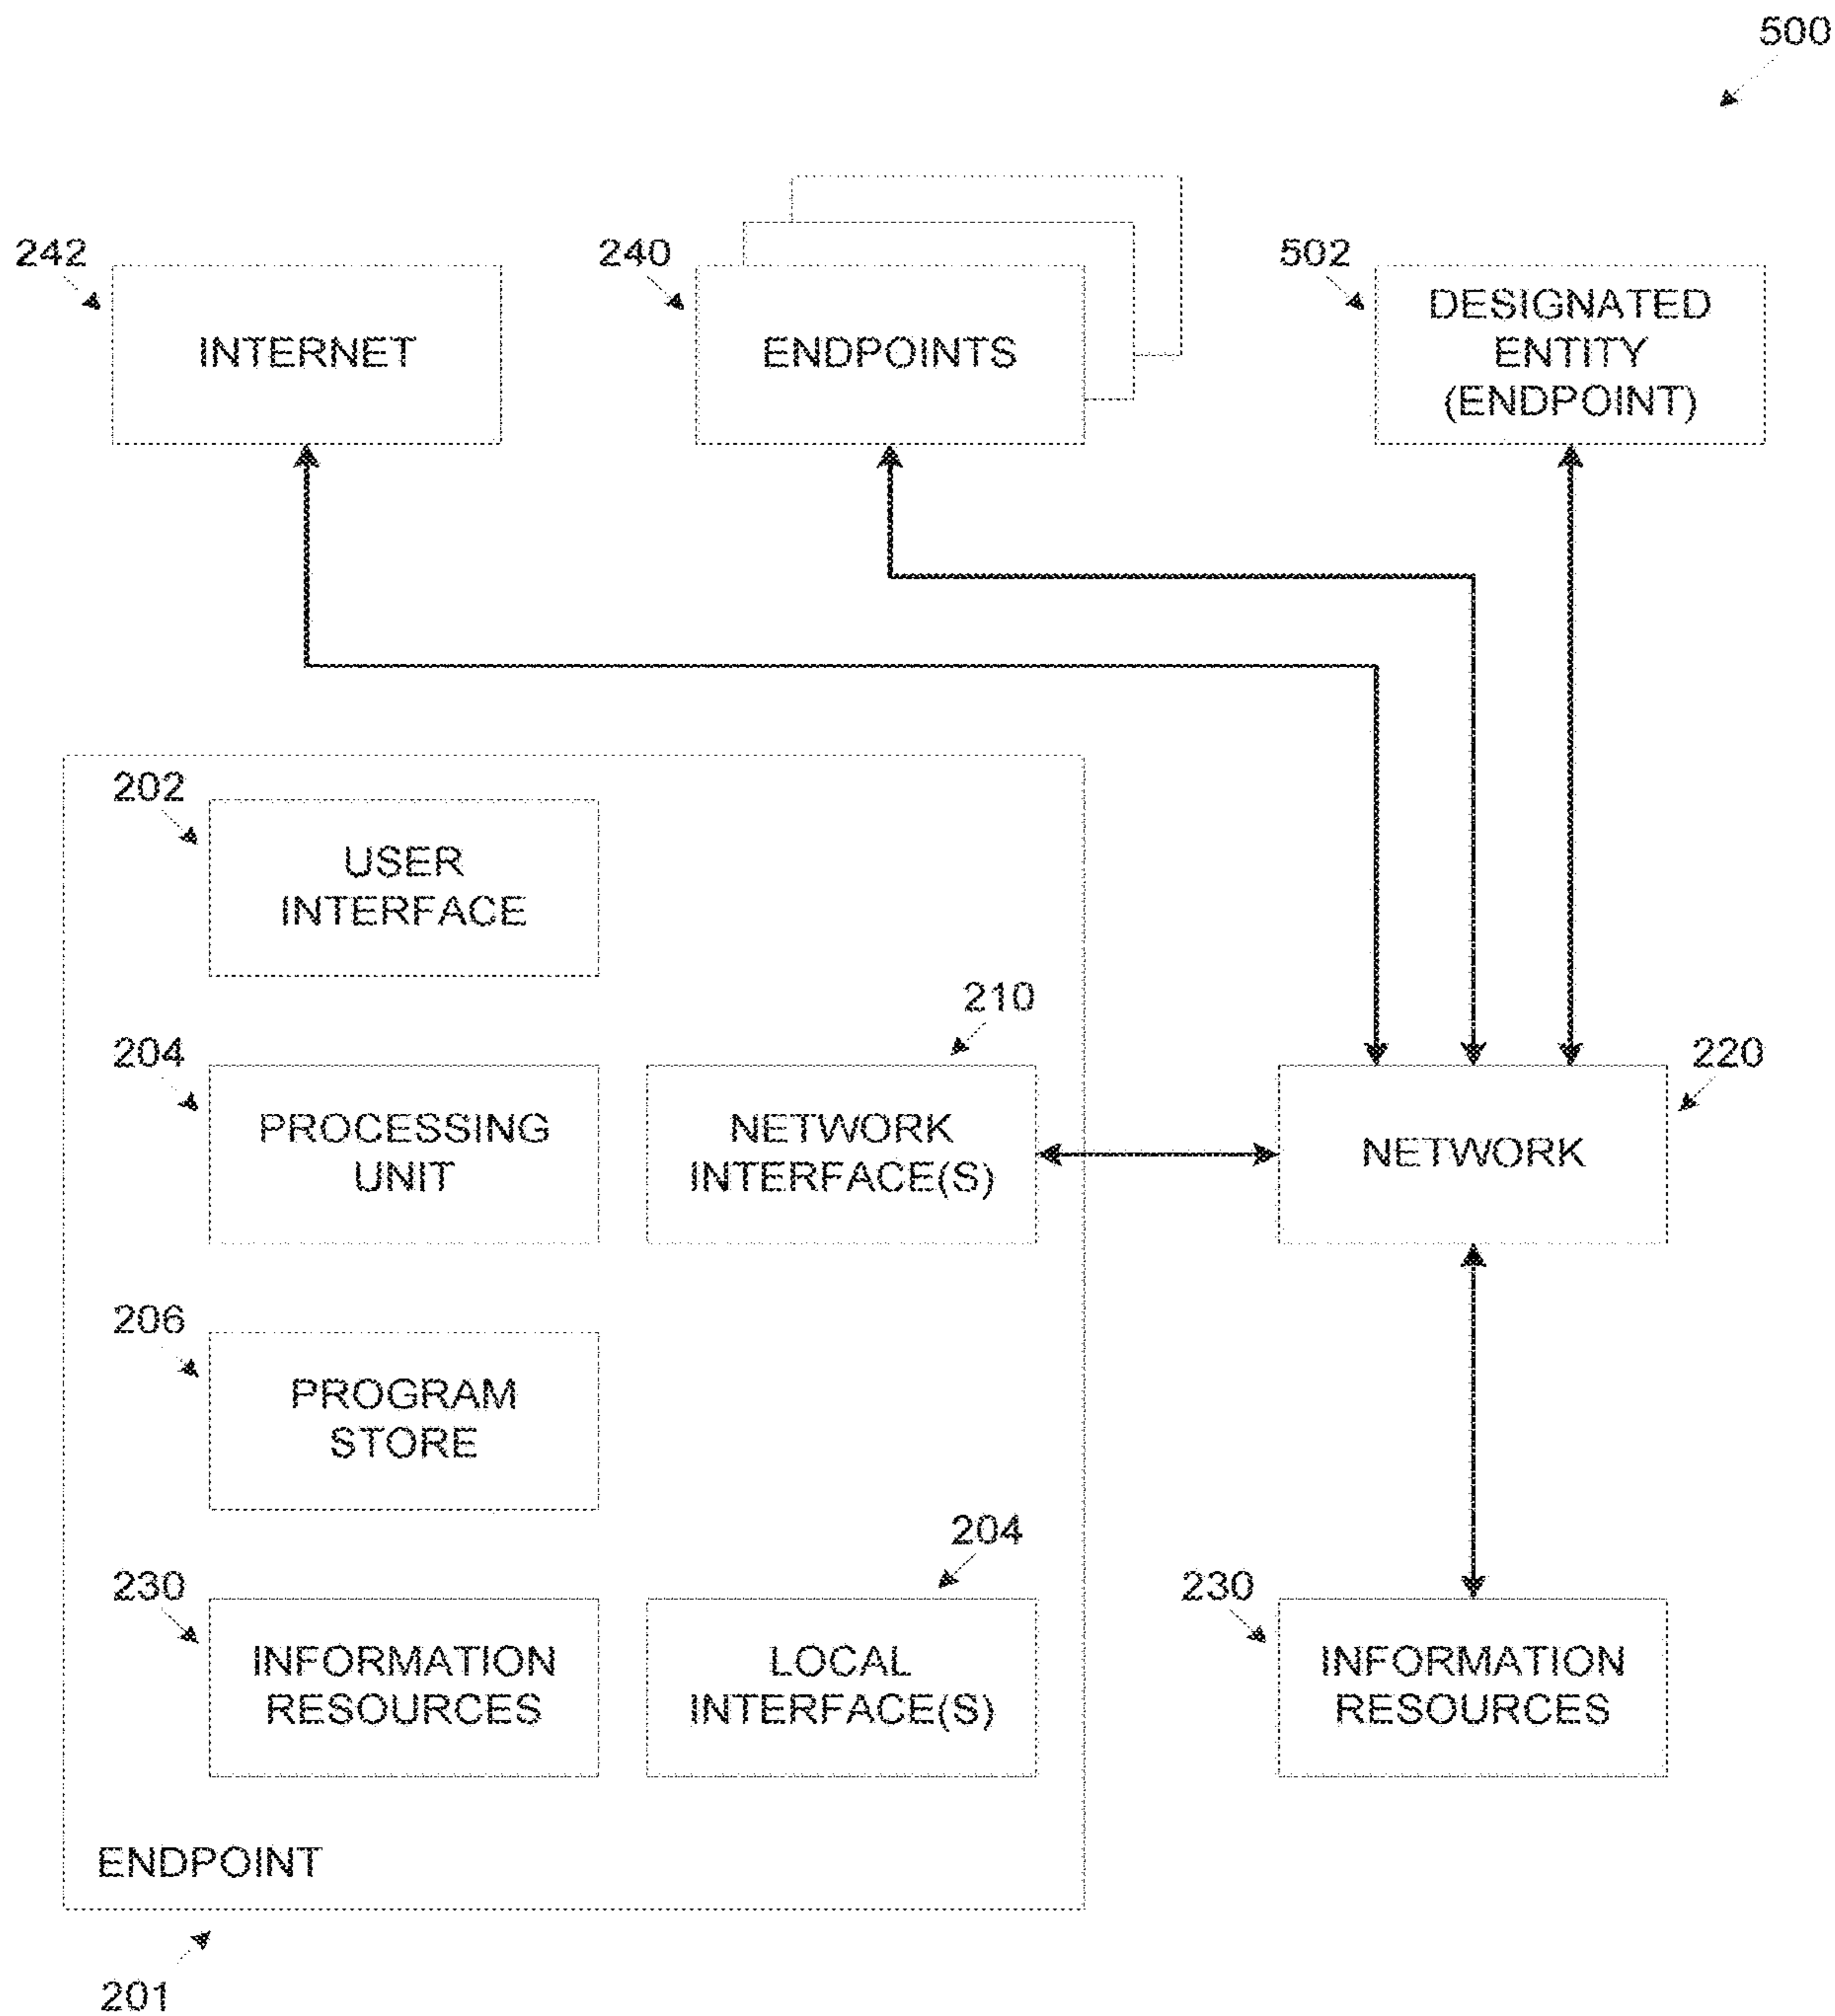 500
242
INTERNET
240
ENDPOINTS
502
DESIGNATED
ENTITY
(ENDPOINT)
202
USER
INTERFACE
204
PROCESSING
UNIT
210
NETWORK
INTERFACE(S)
220
NETWORK
206
PROGRAM
STORE
230
INFORMATION
RESOURCES
204
LOCAL
INTERFACE(S)
230
INFORMATION
RESOURCES
ENDPOINT
201